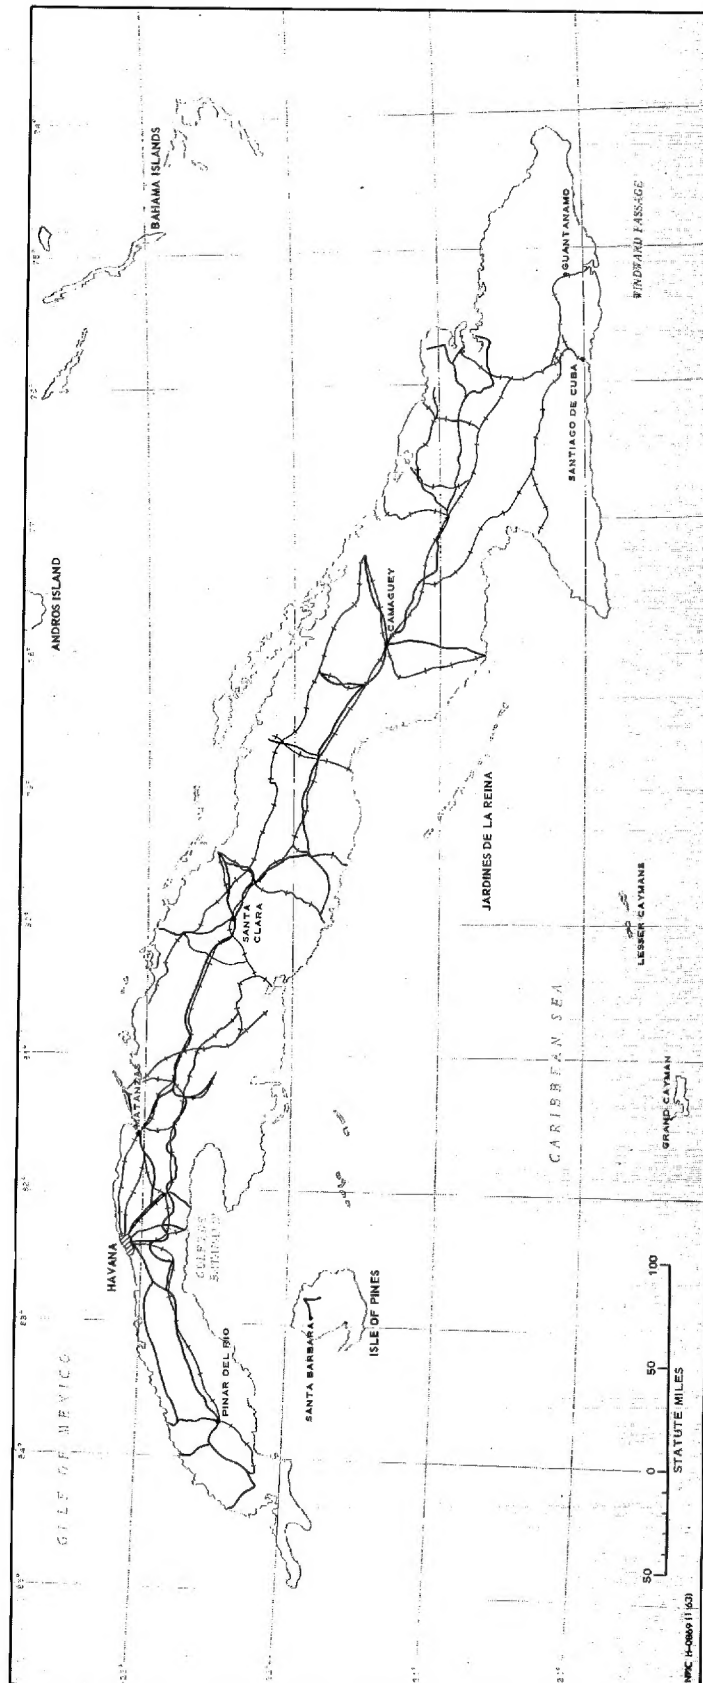 GULF OF MEXICO
HAVANA
MATANZAS
PINAR DEL RIO
SANTA BARBARA
ISLE OF PINES
SANTA
CLARA
ANDROS ISLAND
BAHAMA ISLANDS
CAMAGUEY
JARDINES DE LA REINA
CARIBBEAN SEA
GRAND CAYMAN
LESSER CAYMANS
SANTIAGO DE CUBA
GUANTANAMO
WINDWARD PASSAGE
50
0
50
100
STATUTE MILES